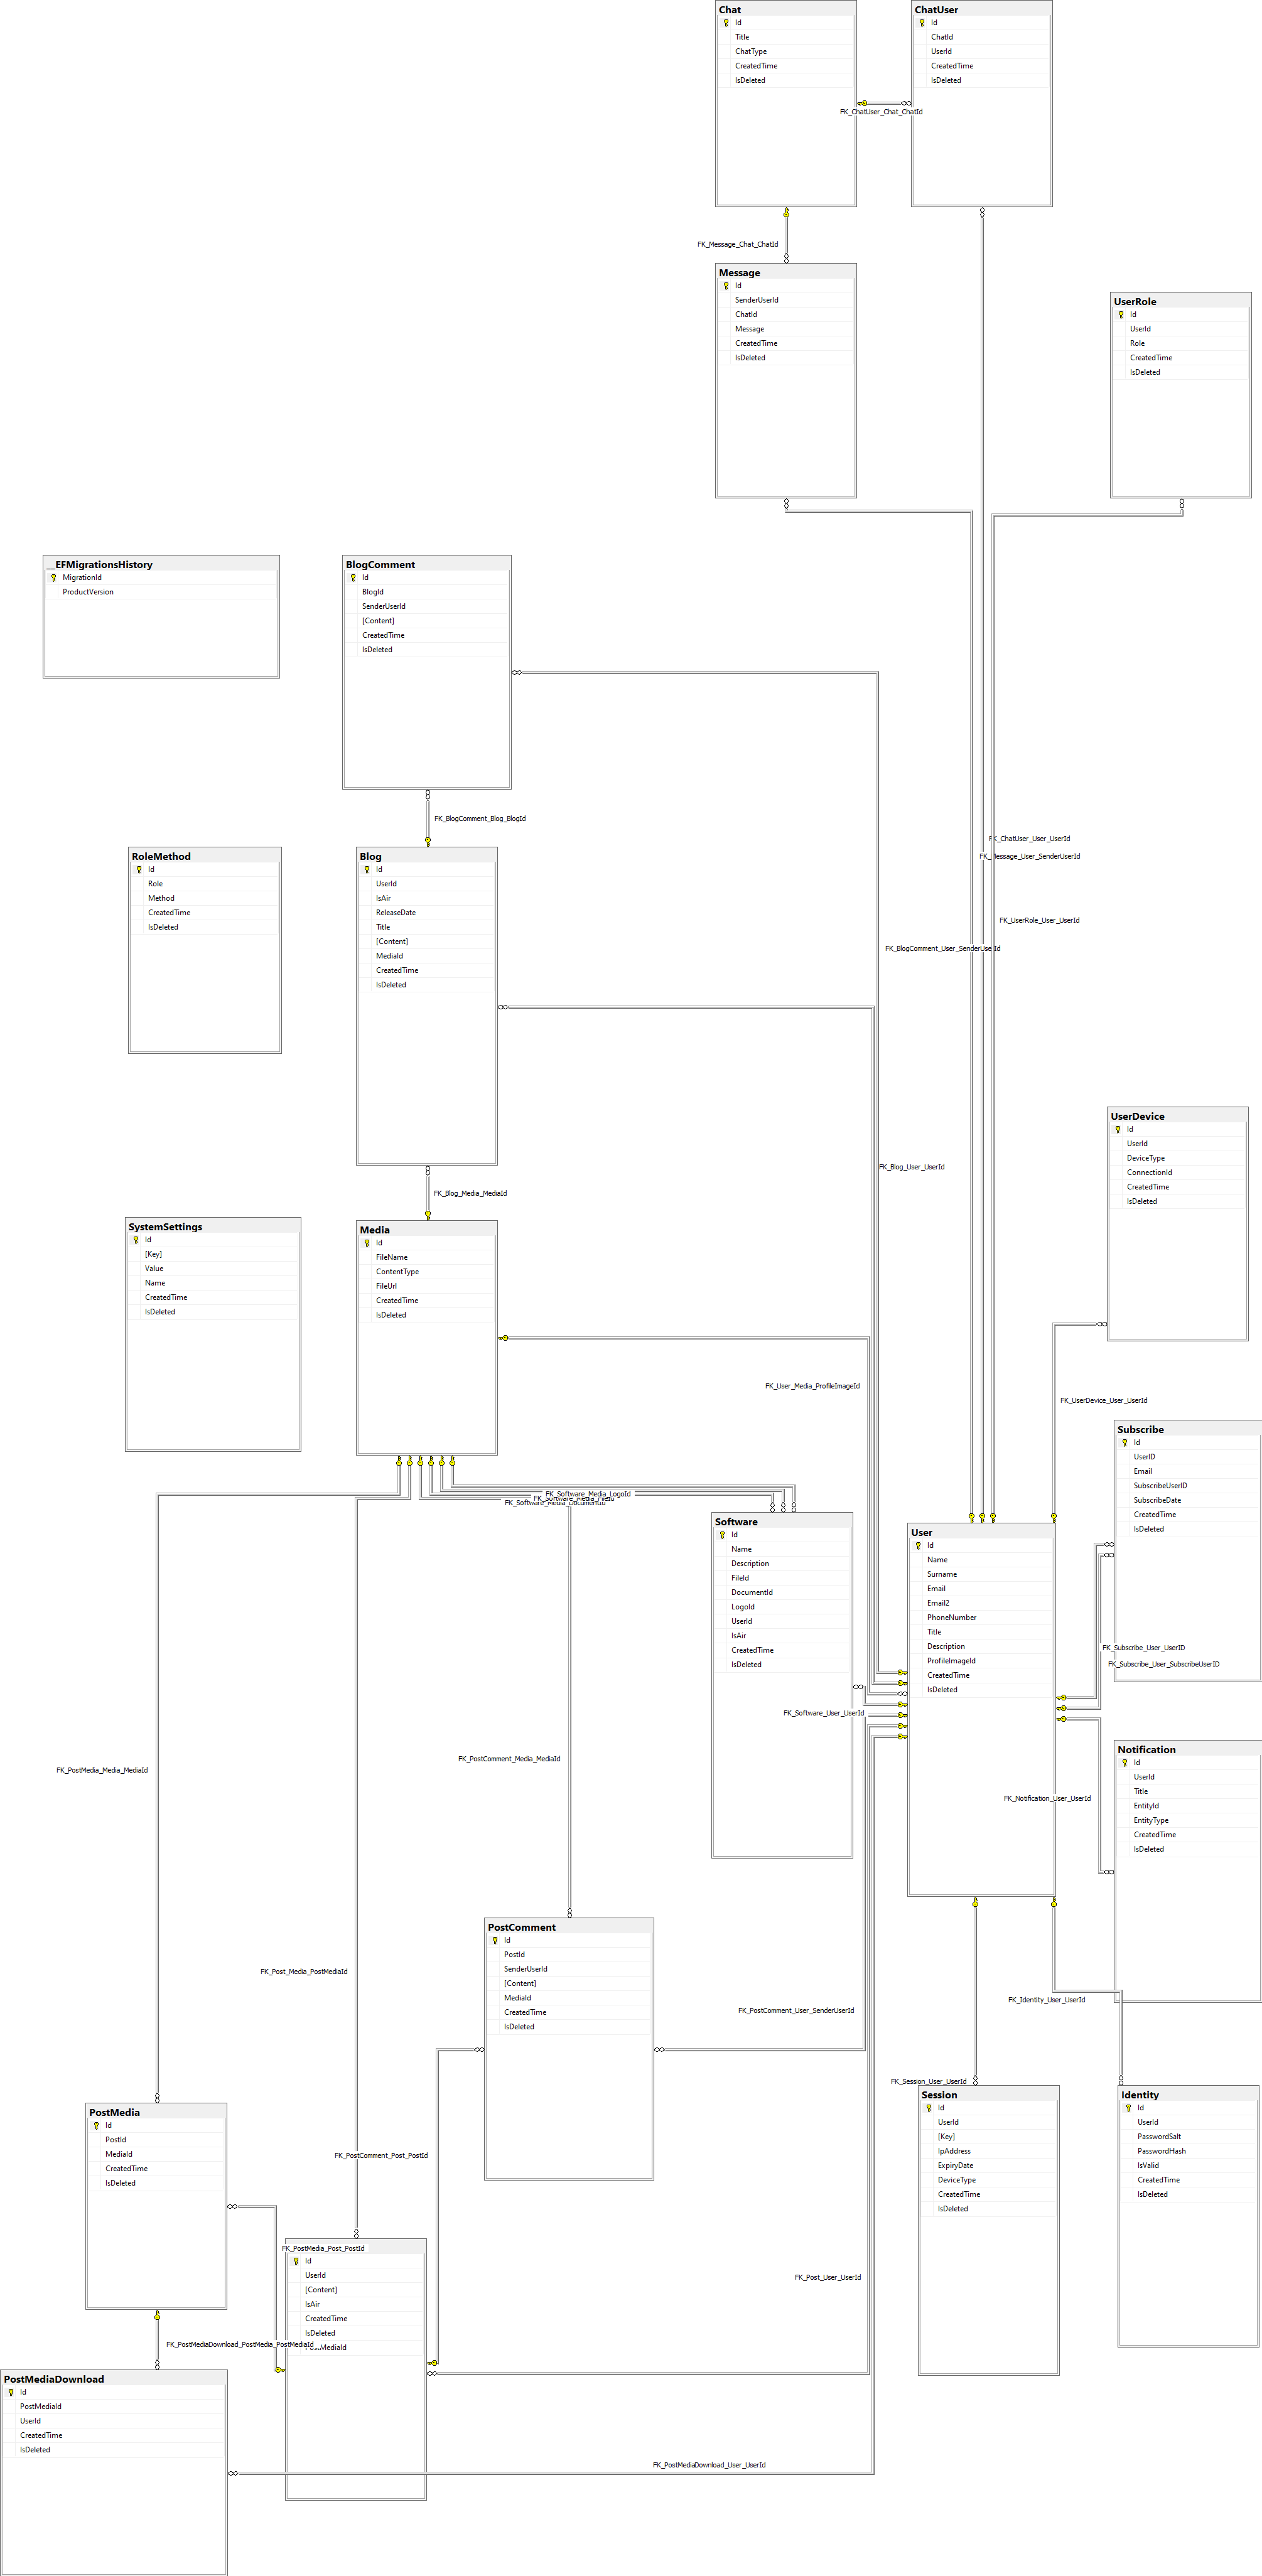 Chat
Id
Title
ChatType
CreatedTime
IsDeleted
ChatUser
Id
ChatId
UserId
CreatedTime
IsDeleted
FK_ChatUser_Chat_ChatId
FK_Message_Chat_ChatId
Message
Id
SenderUserId
ChatId
Message
CreatedTime
IsDeleted
UserRole
Id
UserId
Role
CreatedTime
IsDeleted
__EFMigrationsHistory
MigrationId
ProductVersion
BlogComment
Id
BlogId
SenderUserId
[Content]
CreatedTime
IsDeleted
FK_BlogComment_Blog_BlogId
FK_ChatUser_User_UserId
FK_Message_User_SenderUserId
RoleMethod
Id
Role
Method
CreatedTime
IsDeleted
Blog
Id
UserId
IsAir
ReleaseDate
Title
[Content]
MediaId
CreatedTime
IsDeleted
FK_UserRole_User_UserId
FK_BlogComment_User_SenderUserId
UserDevice
Id
UserId
DeviceType
ConnectionId
CreatedTime
IsDeleted
FK_Blog_User_UserId
FK_Blog_Media_MediaId
SystemSettings
Id
[Key]
Value
Name
CreatedTime
IsDeleted
Media
Id
FileName
ContentType
FileUrl
CreatedTime
IsDeleted
FK_User_Media_ProfileImageId
FK_UserDevice_User_UserId
Subscribe
Id
UserID
Email
SubscribeUserID
SubscribeDate
CreatedTime
IsDeleted
FK_Software_Media_LogoId
FK_Software_Media_FileId
FK_Software_Media_DocumentId
Software
Id
Name
Description
FileId
DocumentId
LogoId
UserId
IsAir
CreatedTime
IsDeleted
User
Id
Name
Surname
Email
Email2
PhoneNumber
Title
Description
ProfileImageId
CreatedTime
IsDeleted
FK_Subscribe_User_UserID
FK_Subscribe_User_SubscribeUserID
FK_Software_User_UserId
Notification
Id
UserId
Title
EntityId
EntityType
CreatedTime
IsDeleted
FK_PostComment_Media_MediaId
FK_PostMedia_Media_MediaId
FK_Notification_User_UserId
PostComment
Id
PostId
SenderUserId
[Content]
MediaId
CreatedTime
IsDeleted
FK_Post_Media_PostMediaId
FK_Identity_User_UserId
FK_PostComment_User_SenderUserId
FK_Session_User_UserId
Session
Id
UserId
[Key]
IpAddress
ExpiryDate
DeviceType
CreatedTime
IsDeleted
Identity
Id
UserId
PasswordSalt
PasswordHash
IsValid
CreatedTime
IsDeleted
PostMedia
Id
PostId
MediaId
CreatedTime
IsDeleted
FK_PostComment_Post_PostId
FK_PostMedia_Post_PostId
Id
UserId
[Content]
IsAir
CreatedTime
IsDeleted
PostMediaId
FK_Post_User_UserId
FK_PostMediaDownload_PostMedia_PostMediaId
PostMediaDownload
Id
PostMediaId
UserId
CreatedTime
IsDeleted
FK_PostMediaDownload_User_UserId